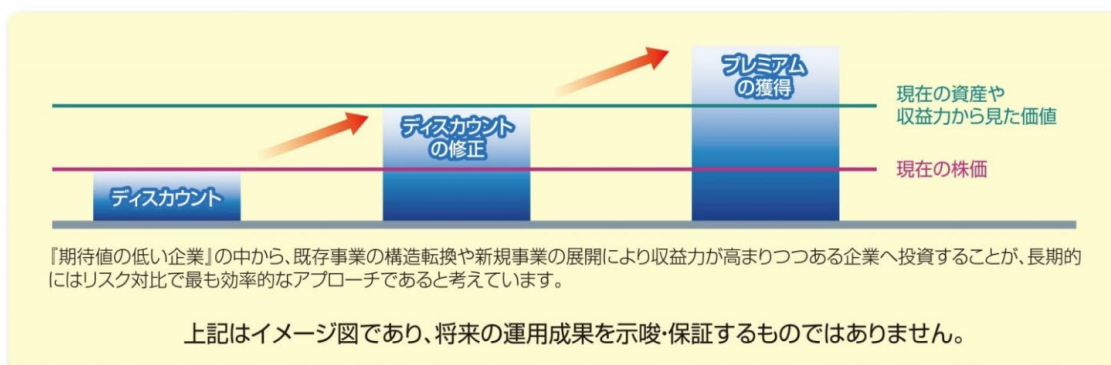 プレミアム
の獲得
現在の資産や
収益力から見た価値
ディスカウント
の修正
現在の株価
ディスカウント
『期待値の低い企業』の中から、既存事業の構造転換や新規事業の展開により収益力が高まりつつある企業へ投資することが、長期的
にはリスク対比で最も効率的なアプローチであると考えています。
上記はイメージ図であり、将来の運用成果を示唆・保証するものではありません。